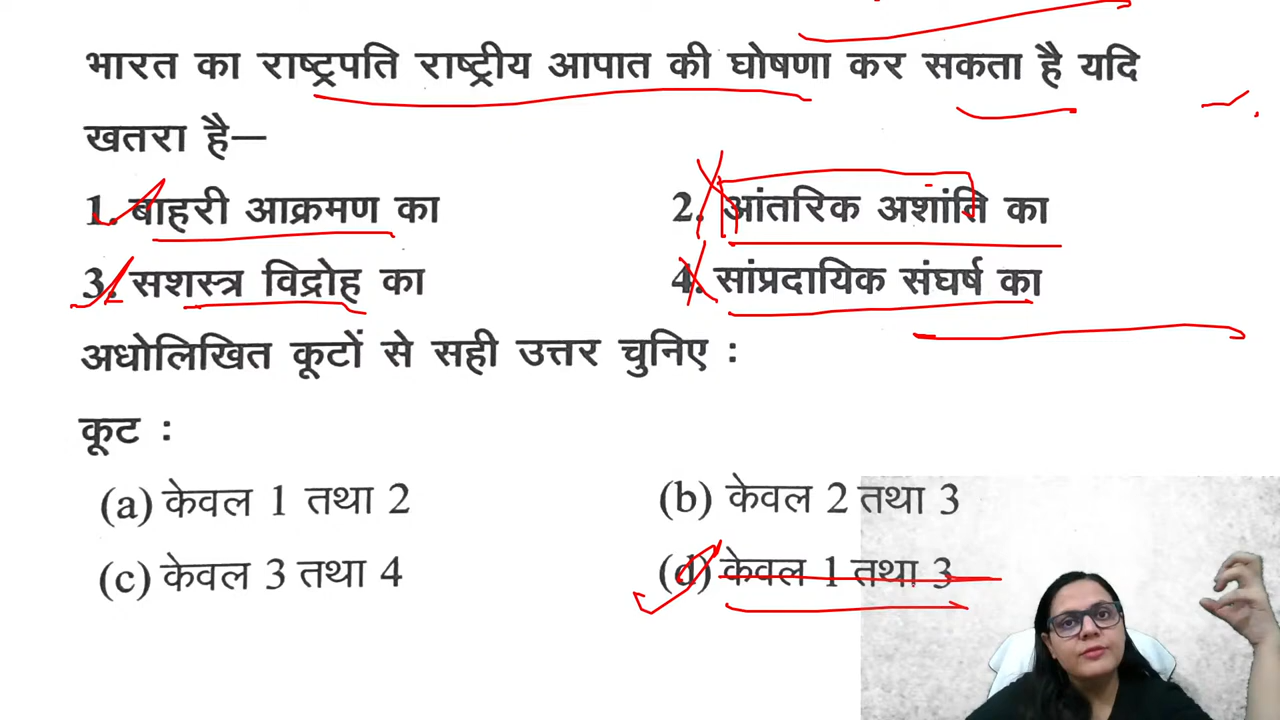 भारत का राष्ट्रपति राष्ट्रीय आपात की घोषणा कर सकता है यदि
खतरा है—
1. बाहरी आक्रमण का 2. आंतरिक अशांति का
3. सशस्त्र विद्रोह का 4. सांप्रदायिक संघर्ष का
अधोलिखित कूटों से सही उत्तर चुनिए :
कूट :
(a) केवल 1 तथा 2 (b) केवल 2 तथा 3
(c) केवल 3 तथा 4 (d) केवल 1 तथा 3